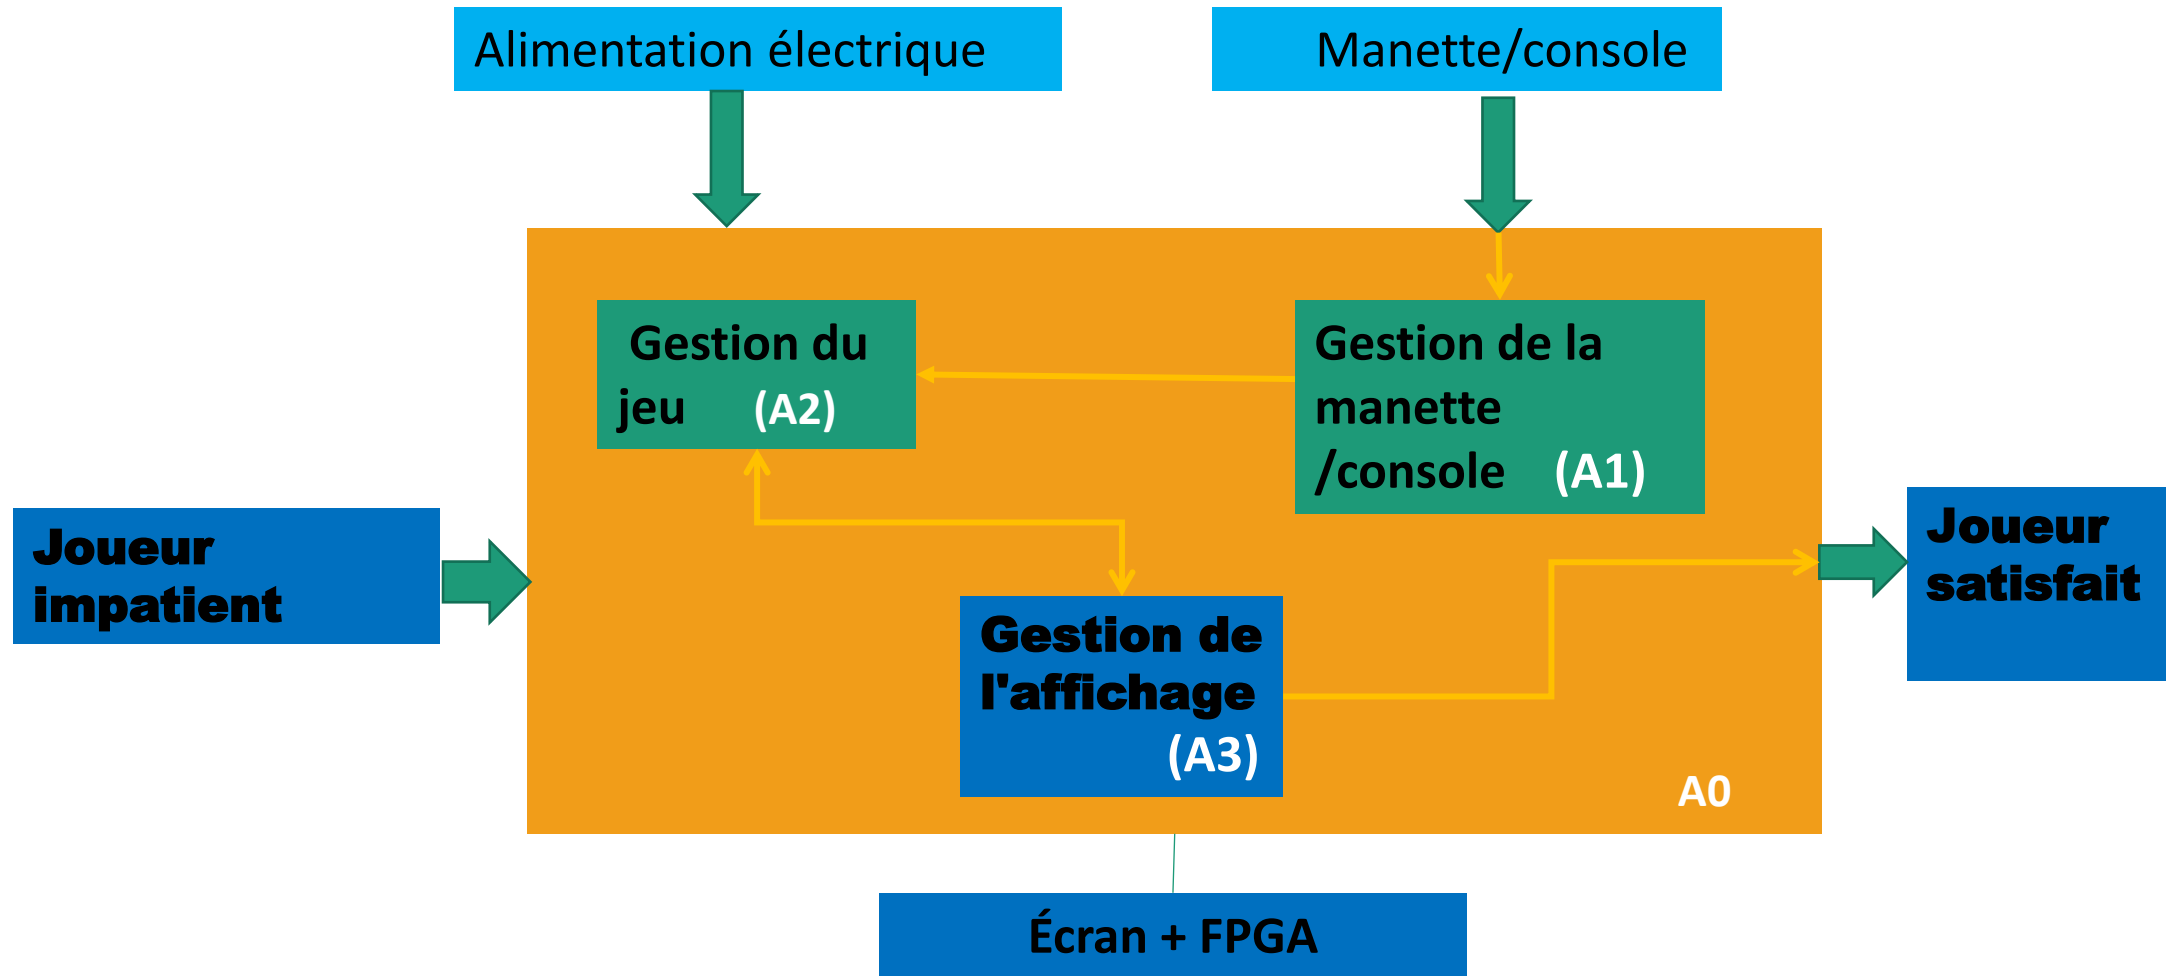 Alimentation électrique
Manette/console
Gestion du
jeu (A2)
Gestion de la
manette
/console (A1)
Joueur
impatient
Joueur
satisfait
Gestion de
l'affichage
(A3)
A0
Écran + FPGA